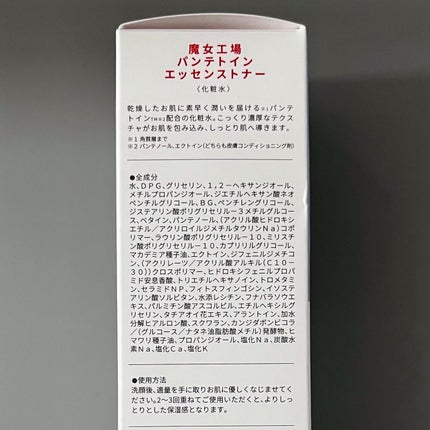 魔女工場
パンテトイン
エッセンストナー
〈化粧水〉
乾燥したお肌に素早く潤いを届ける※1パンテ
トインTM※2配合の化粧水。こっくり濃厚なテクス
チャがお肌を包み込み、しっとり肌へ導きます。
※1 角質層まで
※2 パンテノール、エクトイン(どちらも皮膚コンディショニング剤)
●全成分
水、DPG、グリセリン、1,2-ヘキサンジオール、
メチルプロパンジオール、ジエチルヘキサン酸ネオ
ペンチルグリコール、BG、ペンチレングリコール、
ジステアリン酸ポリグリセリル-3メチルグルコー
ス、ベタイン、パンテノール、(アクリル酸ヒドロキシ
エチル/アクリロイルジメチルタウリンNa)コポ
リマー、ラウリン酸ポリグリセリル-10、ミリスチ
ン酸ポリグリセリル-10、カプリリルグリコール、
マカデミア種子油、エクトイン、ジフェニルジメチコ
ン、(アクリレーツ/アクリル酸アルキル(C10-
30))クロスポリマー、ヒドロキシフェニルプロパ
ミド安息香酸、トリエチルヘキサノイン、トロメタミ
ン、セラミドNP、フィトスフィンゴシン、イソステ
アリン酸ソルビタン、水添レシチン、フナバラソウエ
キス、パルミチン酸アスコルビル、エチルヘキシルグ
リセリン、タチアオイ花エキス、アラントイン、加水
分解ヒアルロン酸、スクワラン、カンジダボンビコラ
/(グルコース/ナタネ油脂肪酸メチル)発酵物、ヒ
マワリ種子油、プロパンジオール、塩化Na、炭酸水
素Na、塩化Ca、塩化K
●使用方法
洗顔後、適量を手に取りお肌に優しくなじませてくだ
さい。2~3回重ねてご使用いただくと、よりしっ
とりとした保湿感となります。